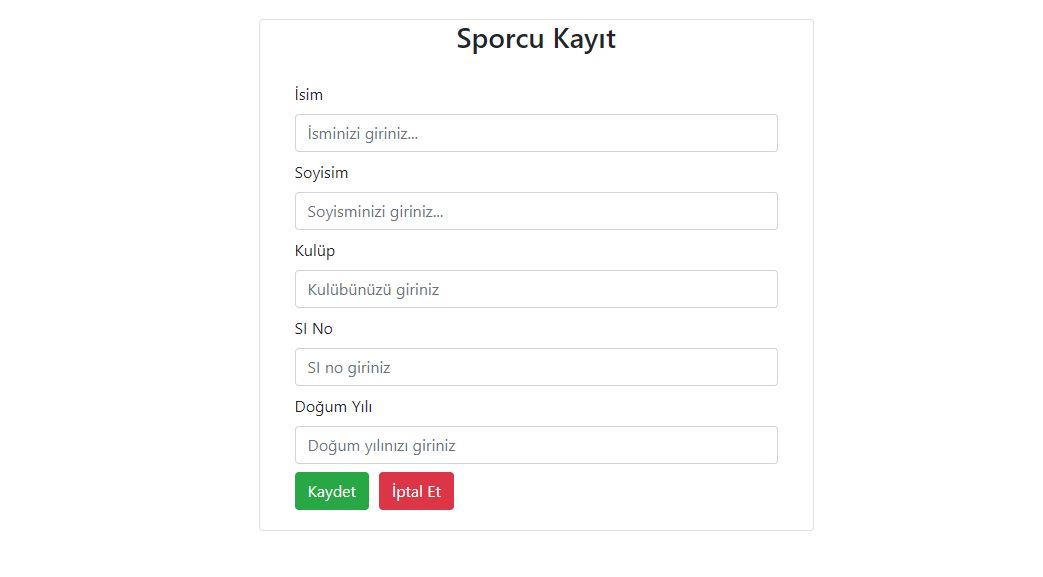 Sporcu Kayıt
İsim
İsminizi giriniz...
Soyisim
Soyisminizi giriniz...
Kulüp
Kulübünüzü giriniz
SI No
SI no giriniz
Doğum Yılı
Doğum yılınızı giriniz
Kaydet İptal Et